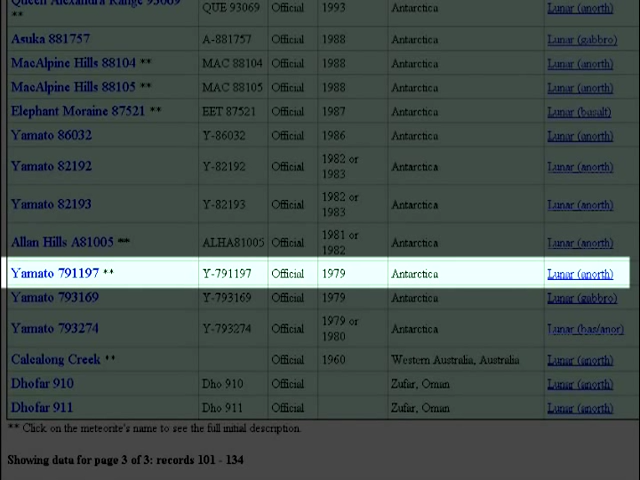 Queen Alexandra Range 93069 QUE 93069 Official 1993 Antarctica Lunar (anorth)
**
Asuka 881757 A-881757 Official 1988 Antarctica Lunar (gabbro)
MacAlpine Hills 88104 ** MAC 88104 Official 1988 Antarctica Lunar (anorth)
MacAlpine Hills 88105 ** MAC 88105 Official 1988 Antarctica Lunar (anorth)
Elephant Moraine 87521 ** EET 87521 Official 1987 Antarctica Lunar (basalt)
Yamato 86032 Y-86032 Official 1986 Antarctica Lunar (anorth)
Yamato 82192 Y-82192 Official 1982 or 1983 Antarctica Lunar (anorth)
Yamato 82193 Y-82193 Official 1982 or 1983 Antarctica Lunar (anorth)
Allan Hills A81005 ** ALHA81005 Official 1981 or 1982 Antarctica Lunar (anorth)
Yamato 791197 ** Y-791197 Official 1979 Antarctica Lunar (anorth)
Yamato 793169 Y-793169 Official 1979 Antarctica Lunar (gabbro)
Yamato 793274 Y-793274 Official 1979 or 1980 Antarctica Lunar (bas/anor)
Calcalong Creek ** Official 1960 Western Australia, Australia Lunar (anorth)
Dhofar 910 Dho 910 Official Zufar, Oman Lunar (anorth)
Dhofar 911 Dho 911 Official Zufar, Oman Lunar (anorth)
** Click on the meteorite's name to see the full initial description.
Showing data for page 3 of 3: records 101 - 134